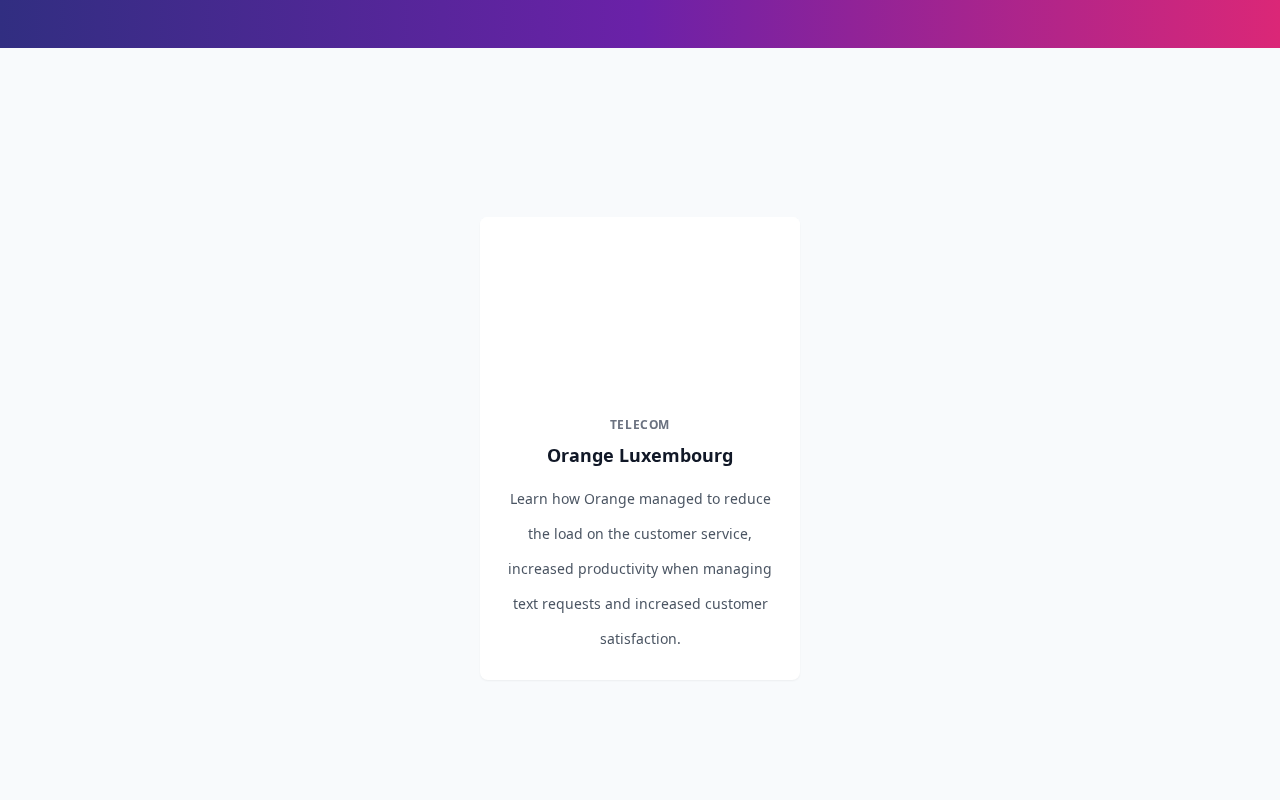 TELECOM
Orange Luxembourg
Learn how Orange managed to reduce
the load on the customer service,
increased productivity when managing
text requests and increased customer
satisfaction.